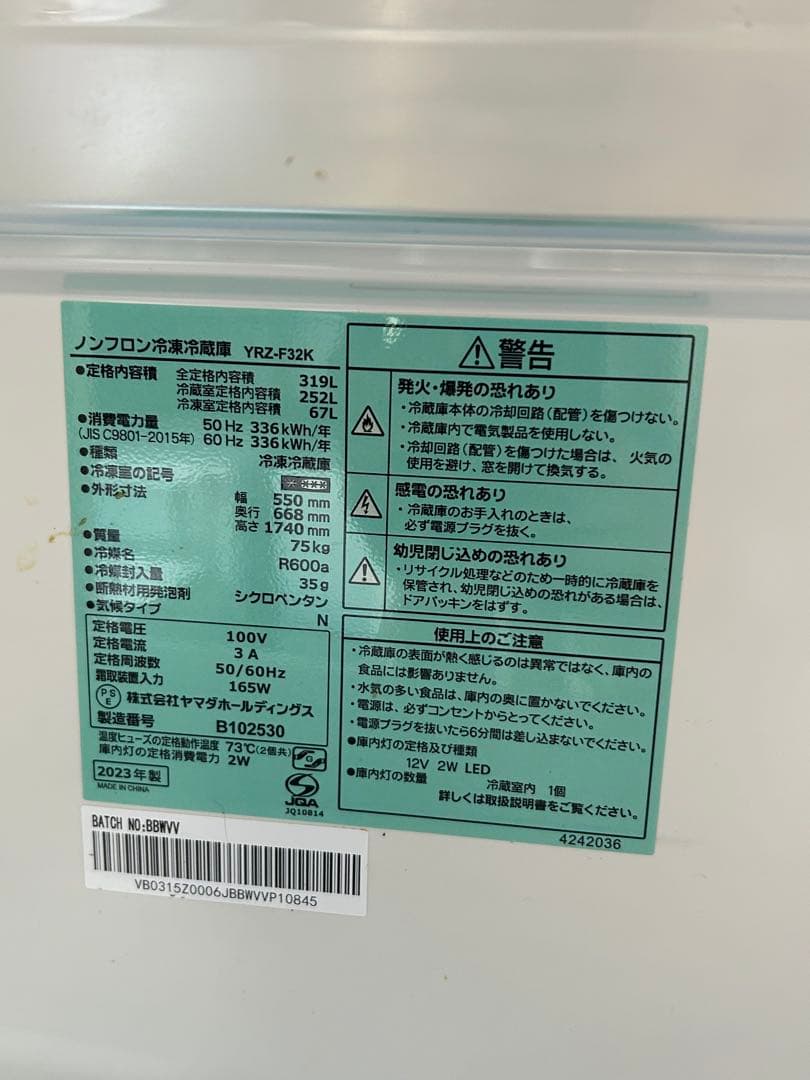 ノンフロン冷凍冷蔵庫 YRZ-F32K
●定格内容積 全定格内容積 319L
冷蔵室定格内容積 252L
冷凍室定格内容積 67L
●消費電力量 50Hz 336kWh/年
(JIS C9801-2015年) 60Hz 336kWh/年
●種類 冷凍冷蔵庫
●冷凍室の記号
●外形寸法 幅 550mm
奥行 668mm
高さ 1740mm
●質量 75kg
●冷媒名 R600a
●冷媒封入量 35g
●断熱材用発泡剤 シクロペンタン
●気候タイプ N
定格電圧 100V
定格電流 3A
定格周波数 50/60Hz
霜取装置入力 165W
PSE 株式会社ヤマダホールディングス
製造番号 B102530
温度ヒューズの定格動作温度 73℃(2個共)
庫内灯の定格消費電力 2W
2023年製
MADE IN CHINA
JQA
JQ10814
警告
発火・爆発の恐れあり
・冷蔵庫本体の冷却回路(配管)を傷つけない。
・冷蔵庫内で電気製品を使用しない。
・冷却回路(配管)を傷つけた場合は、火気の
使用を避け、窓を開けて換気する。
感電の恐れあり
・冷蔵庫のお手入れのときは、
必ず電源プラグを抜く。
幼児閉じ込めの恐れあり
・リサイクル処理などのため一時的に冷蔵庫を
保管され、幼児閉じ込めの恐れがある場合は、
ドアパッキンをはずす。
使用上のご注意
・冷蔵庫の表面が熱く感じるのは異常ではなく、庫内の
食品には影響ありません。
・水気の多い食品は、庫内の奥に置かないでください。
・電源は、必ずコンセントからとってください。
・電源プラグを抜いたら6分間は差し込まないでください。
●庫内灯の定格及び種類
12V 2W LED
●庫内灯の数量 冷蔵室内 1個
詳しくは取扱説明書をご覧ください。
4242036
BATCH NO:BBWVV
VB0315Z0006JBBWVVP10845